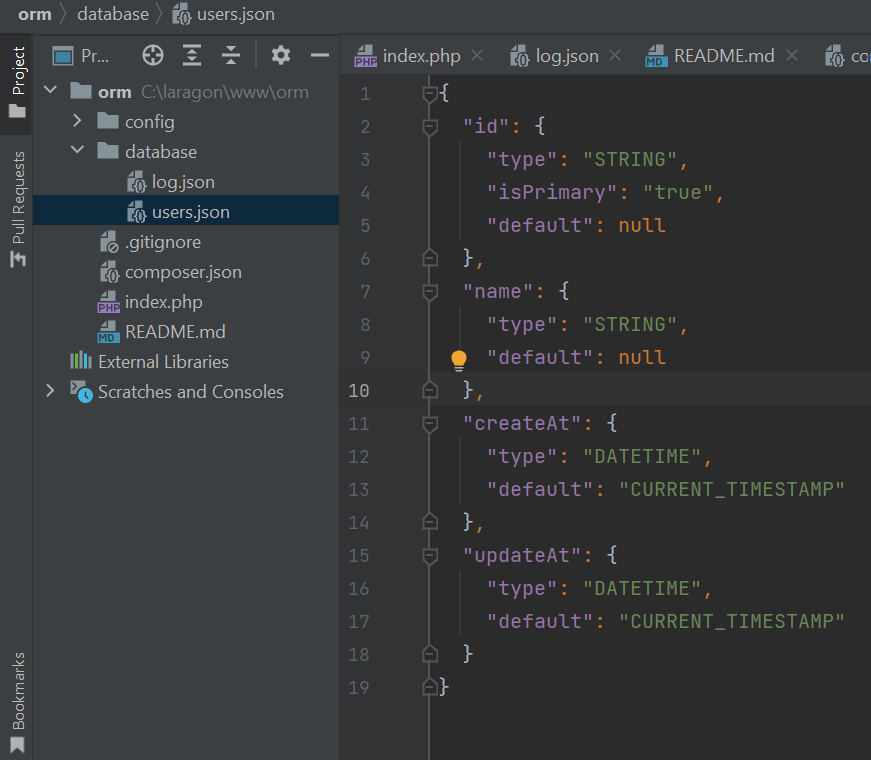 orm database users.json
Project
Pull Requests
Bookmarks
Pr...
orm C:\laragon\www\orm
config
database
log.json
users.json
.gitignore
composer.json
index.php
README.md
External Libraries
Scratches and Consoles
index.php log.json README.md co
1 {
2 "id": {
3 "type": "STRING",
4 "isPrimary": "true",
5 "default": null
6 },
7 "name": {
8 "type": "STRING",
9 "default": null
10 },
11 "createAt": {
12 "type": "DATETIME",
13 "default": "CURRENT_TIMESTAMP"
14 },
15 "updateAt": {
16 "type": "DATETIME",
17 "default": "CURRENT_TIMESTAMP"
18 }
19 }